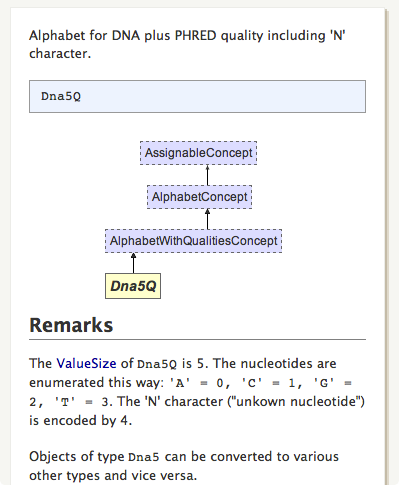 Alphabet for DNA plus PHRED quality including 'N'
character.
Dna5Q
AssignableConcept
AlphabetConcept
AlphabetWithQualitiesConcept
Dna5Q
Remarks
The ValueSize of Dna5Q is 5. The nucleotides are
enumerated this way: 'A' = 0, 'C' = 1, 'G' =
2, 'T' = 3. The 'N' character ("unkown nucleotide")
is encoded by 4.
Objects of type Dna5 can be converted to various
other types and vice versa.